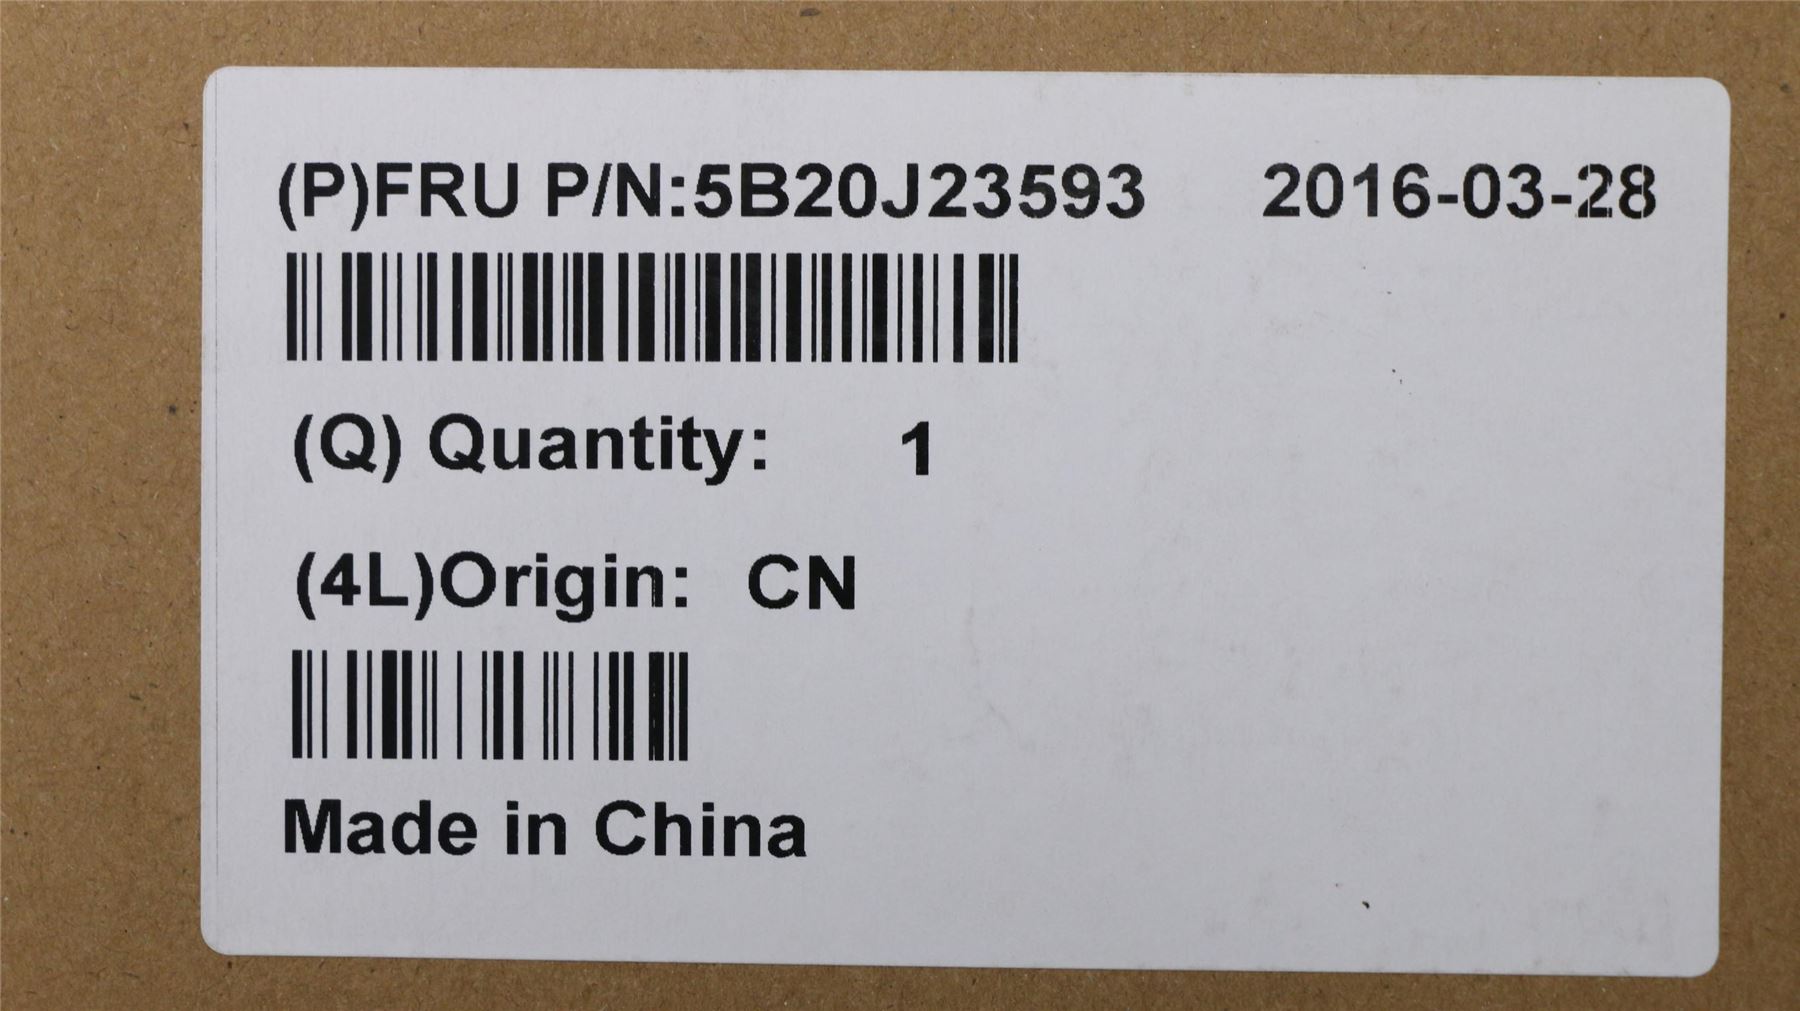 (P)FRU P/N:5B20J23593 2016-03-28
(Q) Quantity: 1
(4L)Origin: CN
Made in China